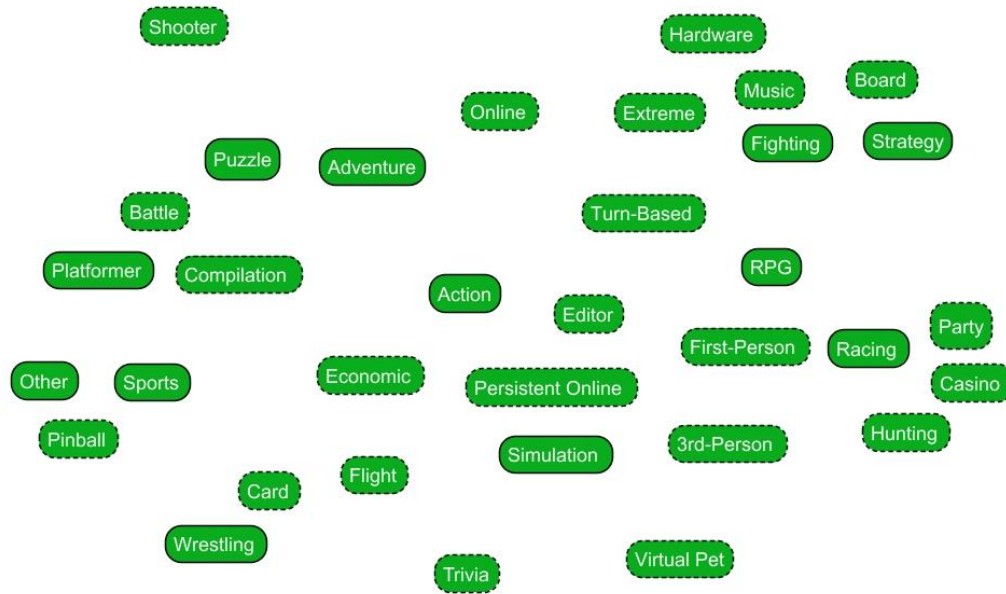 Shooter
Hardware
Music
Board
Online
Extreme
Fighting
Strategy
Puzzle
Adventure
Battle
Turn-Based
Platformer
Compilation
RPG
Action
Editor
Party
First-Person
Racing
Other
Sports
Economic
Persistent Online
Casino
Pinball
Simulation
3rd-Person
Hunting
Card
Flight
Wrestling
Trivia
Virtual Pet